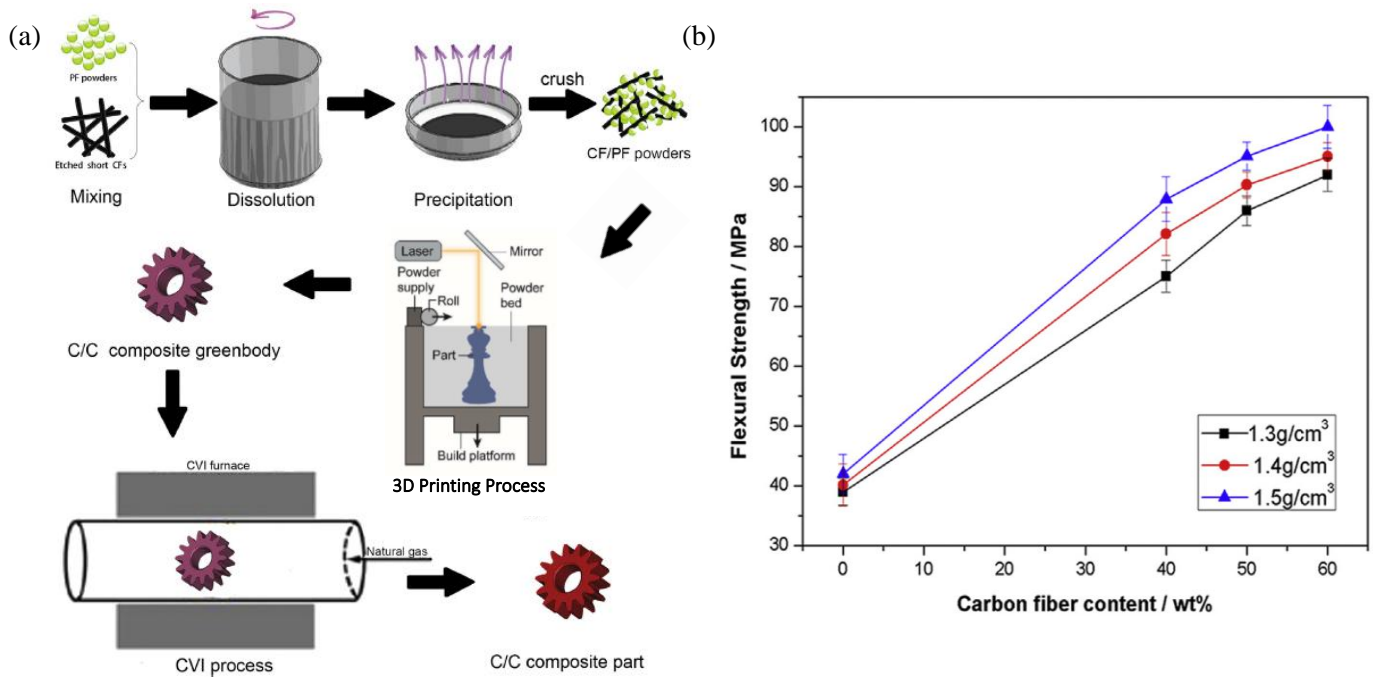 (a)
PF powders
Etched short CFs
Mixing
Dissolution
Precipitation
crush
CF/PF powders
Laser
Mirror
Powder
supply
Roll
Powder
bed
Part
Build platform
3D Printing Process
C/C composite greenbody
CVI furnace
Natural gas
CVI process
C/C composite part
(b)
Flexural Strength / MPa
100
90
80
70
60
50
40
30
0
10
20
30
40
50
60
Carbon fiber content / wt%
1.3g/cm³
1.4g/cm³
1.5g/cm³